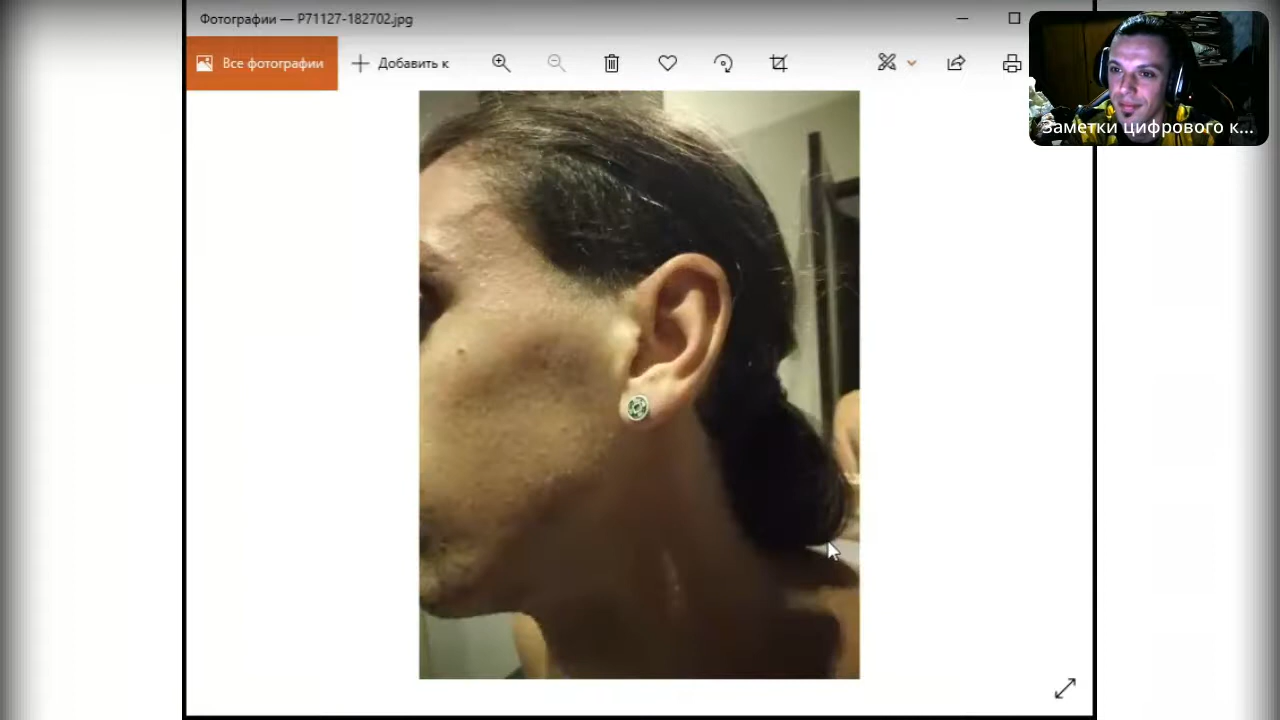 Фотографии — P71127-182702.jpg
Все фотографии
Добавить к
Заметки цифрового к...